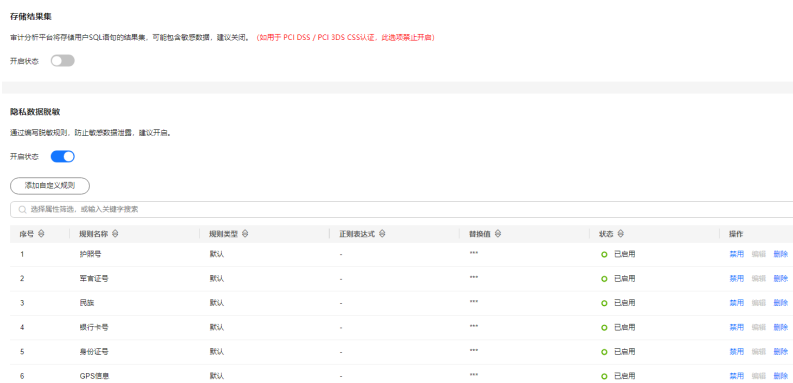 存储结果集
审计分析平台将存储用户SQL语句的结果集，可能包含敏感数据，建议关闭。（如用于 PCI DSS / PCI 3DS CSS认证，此选项禁止开启）
开启状态
隐私数据脱敏
通过编写脱敏规则，防止敏感数据泄露，建议开启。
开启状态
添加自定义规则
选择属性筛选，或输入关键字搜索
序号 规则名称 规则类型 正则表达式 替换值 状态 操作
1 护照号 默认 - *** 已启用 禁用 编辑 删除
2 军官证号 默认 - *** 已启用 禁用 编辑 删除
3 民族 默认 - *** 已启用 禁用 编辑 删除
4 银行卡号 默认 - *** 已启用 禁用 编辑 删除
5 身份证号 默认 - *** 已启用 禁用 编辑 删除
6 GPS信息 默认 - *** 已启用 禁用 编辑 删除